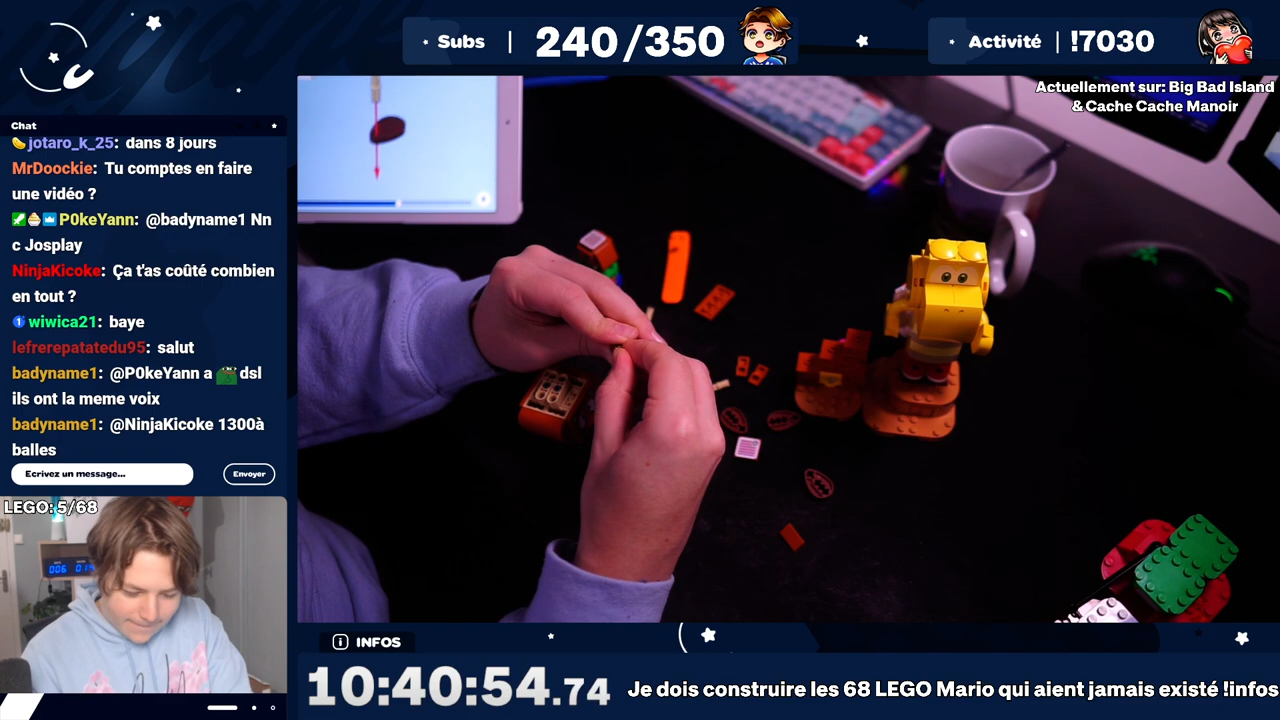 Subs | 240/350
Activité | !7030
Actuellement sur: Big Bad Island
& Cache Cache Manoir
Chat
jotaro_k_25: dans 8 jours
MrDoockie: Tu comptes en faire
une vidéo ?
P0keYann: @badyname1 Nn
c Josplay
NinjaKicoke: Ça t'as coûté combien
en tout ?
wiwica21: baye
lefrerepatatedu95: salut
badyname1: @P0keYann a dsl
ils ont la meme voix
badyname1: @NinjaKicoke 1300à
balles
Ecrivez un message...
Envoyer
LEGO: 5/68
INFOS
10:40:54.74
Je dois construire les 68 LEGO Mario qui aient jamais existé !infos